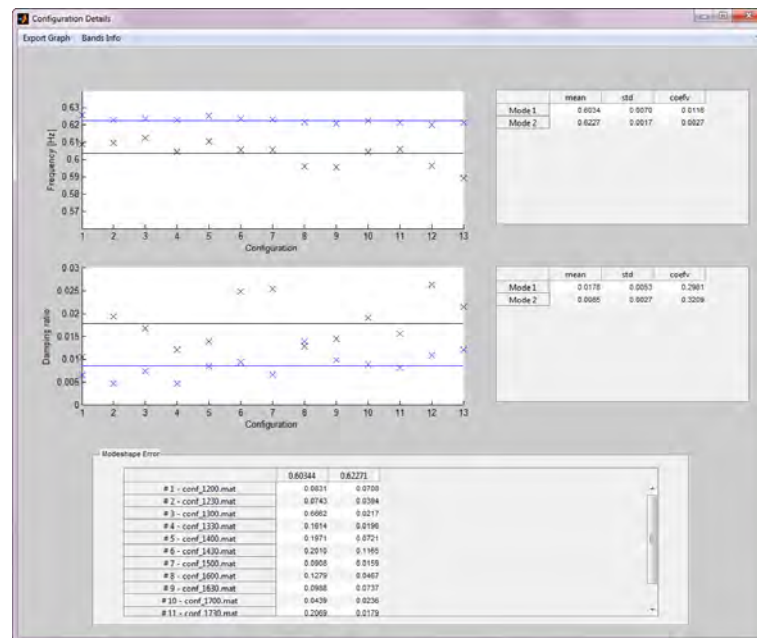 Configuration Details
Export Graph Bands Info
Frequency [Hz]
0.63
0.62
0.61
0.6
0.59
0.58
0.57
1 2 3 4 5 6 7 8 9 10 11 12 13
Configuration
mean std coefv
Mode 1 0.6034 0.0070 0.0116
Mode 2 0.6227 0.0017 0.0027
Damping ratio
0.03
0.025
0.02
0.015
0.01
0.005
0
1 2 3 4 5 6 7 8 9 10 11 12 13
Configuration
mean std coefv
Mode 1 0.0178 0.0053 0.2981
Mode 2 0.0085 0.0027 0.3209
Modeshape Error
0.60344 0.62271
# 1 - conf_1200.mat 0.0831 0.0708
# 2 - conf_1230.mat 0.0743 0.0384
# 3 - conf_1300.mat 0.6662 0.0217
# 4 - conf_1330.mat 0.1614 0.0196
# 5 - conf_1400.mat 0.1971 0.0721
# 6 - conf_1430.mat 0.2010 0.1165
# 7 - conf_1500.mat 0.0908 0.0159
# 8 - conf_1600.mat 0.1279 0.0467
# 9 - conf_1630.mat 0.0988 0.0737
# 10 - conf_1700.mat 0.0439 0.0236
# 11 - conf_1730.mat 0.2069 0.0179